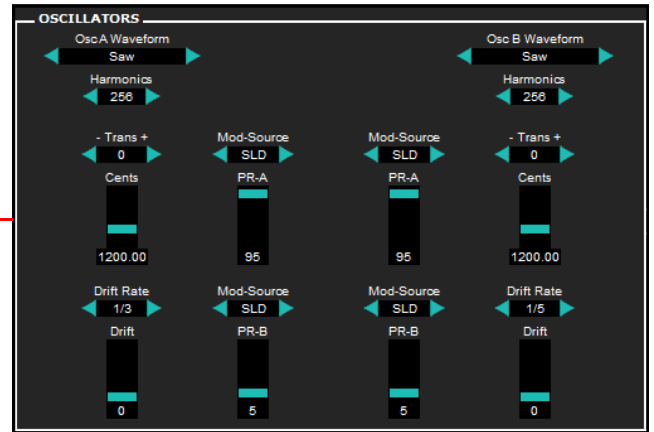 OSCILLATORS
Osc A Waveform Osc B Waveform
Saw Saw
Harmonics Harmonics
256 256
- Trans + Mod-Source Mod-Source - Trans +
0 SLD SLD 0
Cents PR-A PR-A Cents
1200.00 95 95 1200.00
Drift Rate Mod-Source Mod-Source Drift Rate
1/3 SLD SLD 1/5
Drift PR-B PR-B Drift
0 5 5 0